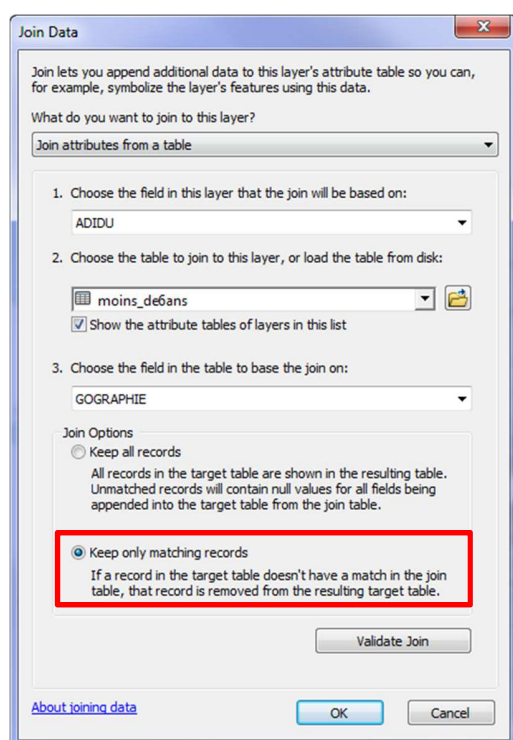 Join Data
Join lets you append additional data to this layer's attribute table so you can,
for example, symbolize the layer's features using this data.
What do you want to join to this layer?
Join attributes from a table
1. Choose the field in this layer that the join will be based on:
ADIDU
2. Choose the table to join to this layer, or load the table from disk:
moins_de6ans
Show the attribute tables of layers in this list
3. Choose the field in the table to base the join on:
GOGRAPHIE
Join Options
Keep all records
All records in the target table are shown in the resulting table.
Unmatched records will contain null values for all fields being
appended into the target table from the join table.
Keep only matching records
If a record in the target table doesn't have a match in the join
table, that record is removed from the resulting target table.
Validate Join
About joining data
OK
Cancel